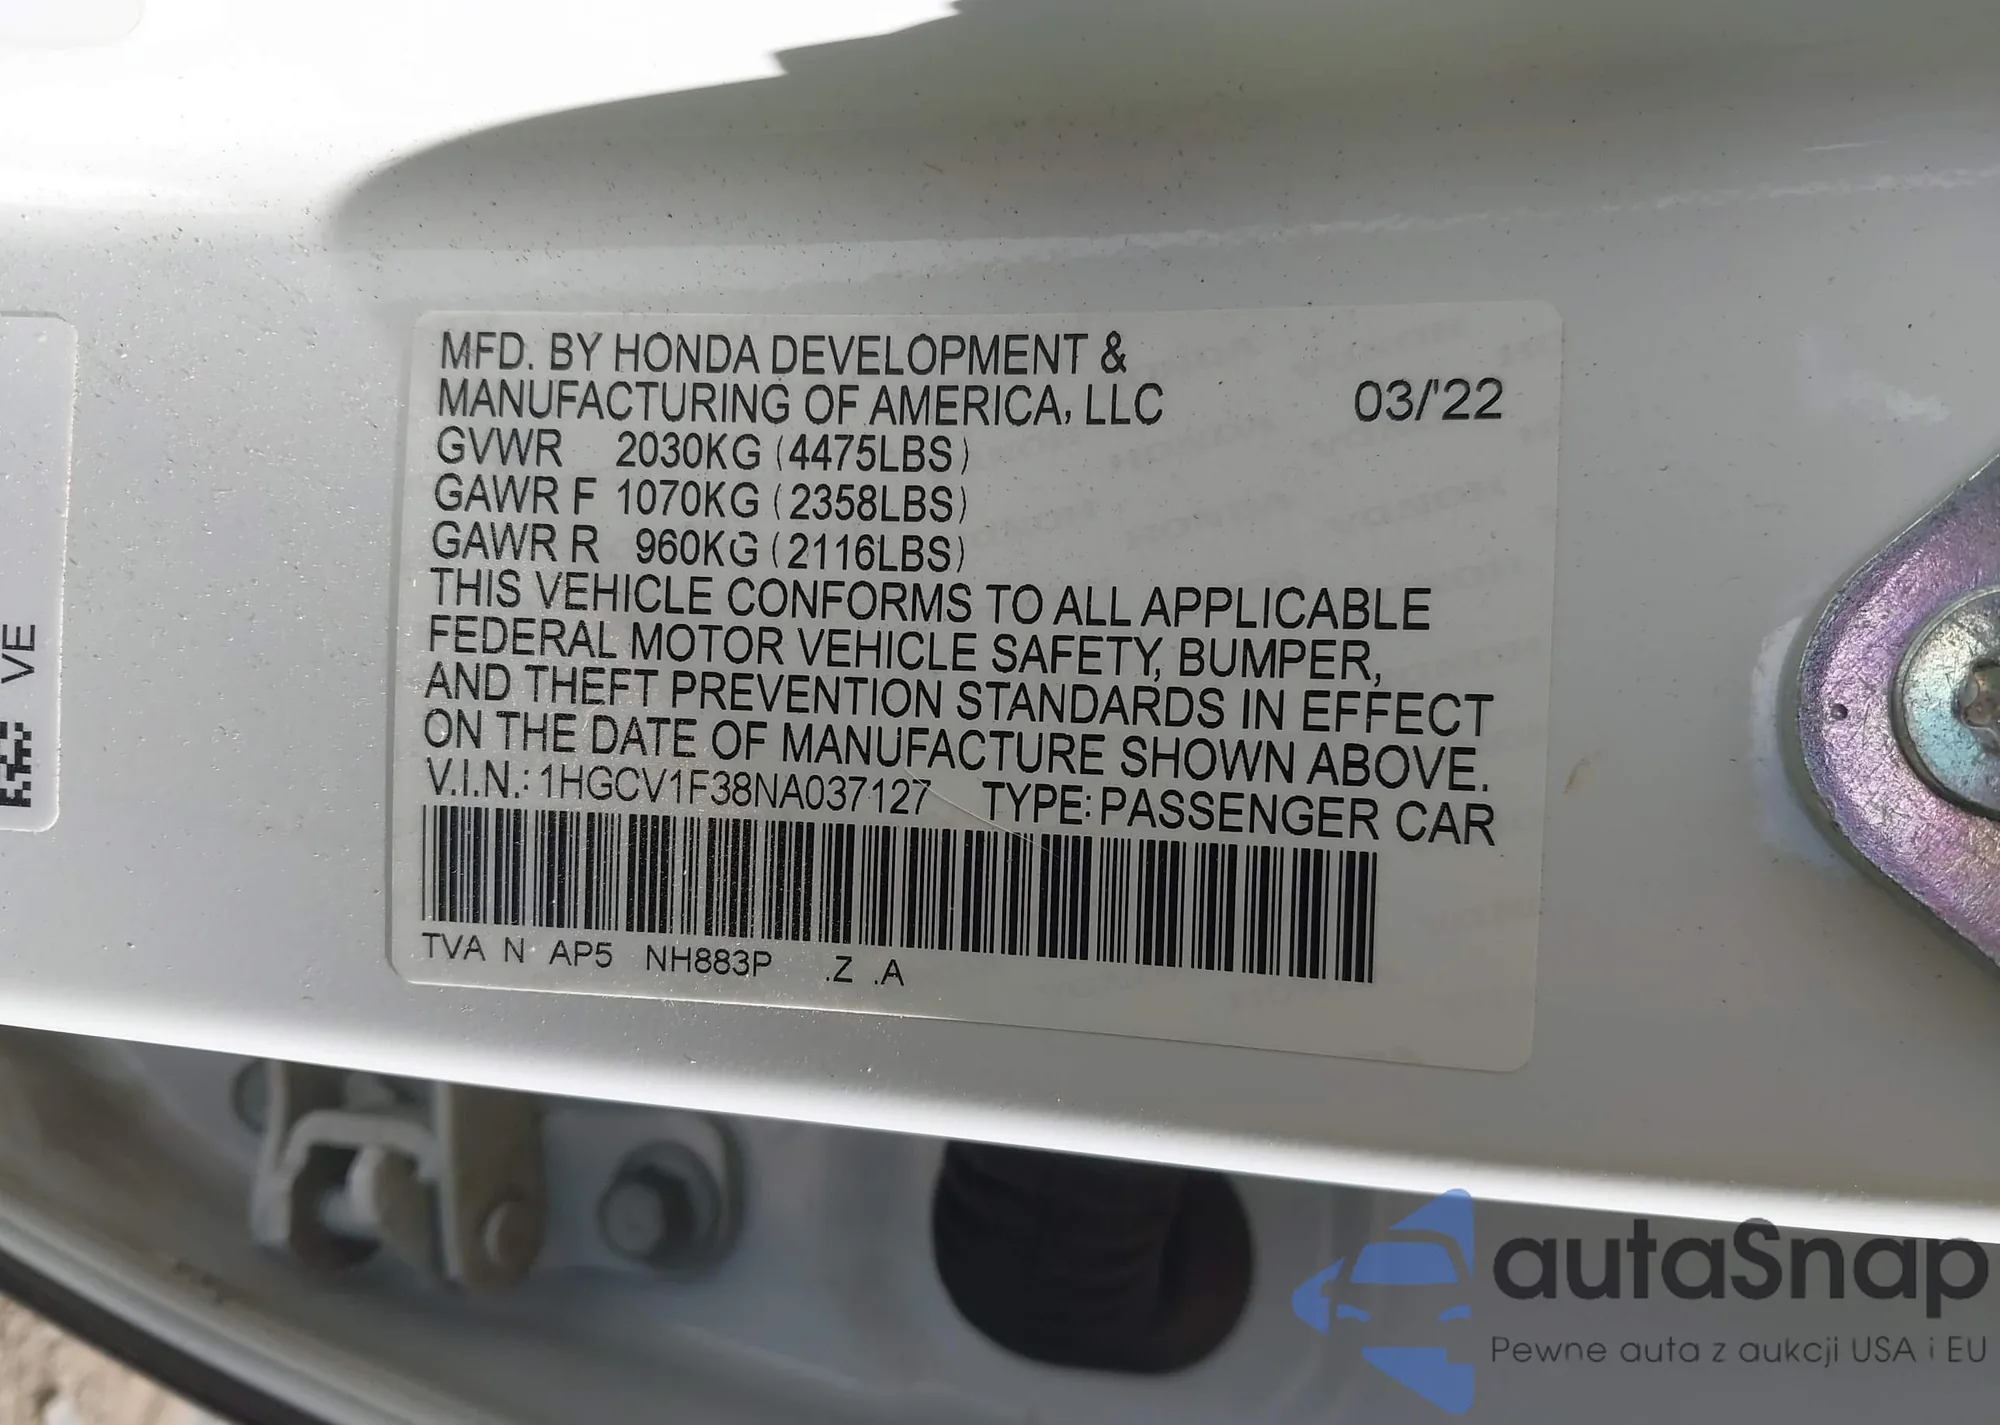 MFD. BY HONDA DEVELOPMENT &
MANUFACTURING OF AMERICA, LLC 03/'22
GVWR 2030KG (4475LBS)
GAWR F 1070KG (2358LBS)
GAWR R 960KG (2116LBS)
THIS VEHICLE CONFORMS TO ALL APPLICABLE
FEDERAL MOTOR VEHICLE SAFETY, BUMPER,
AND THEFT PREVENTION STANDARDS IN EFFECT
ON THE DATE OF MANUFACTURE SHOWN ABOVE.
V.I.N.: 1HGCV1F38NA037127 TYPE: PASSENGER CAR
TVA N AP5 NH883P .Z .A
VE
autaSnap
Pewne auta z aukcji USA i EU